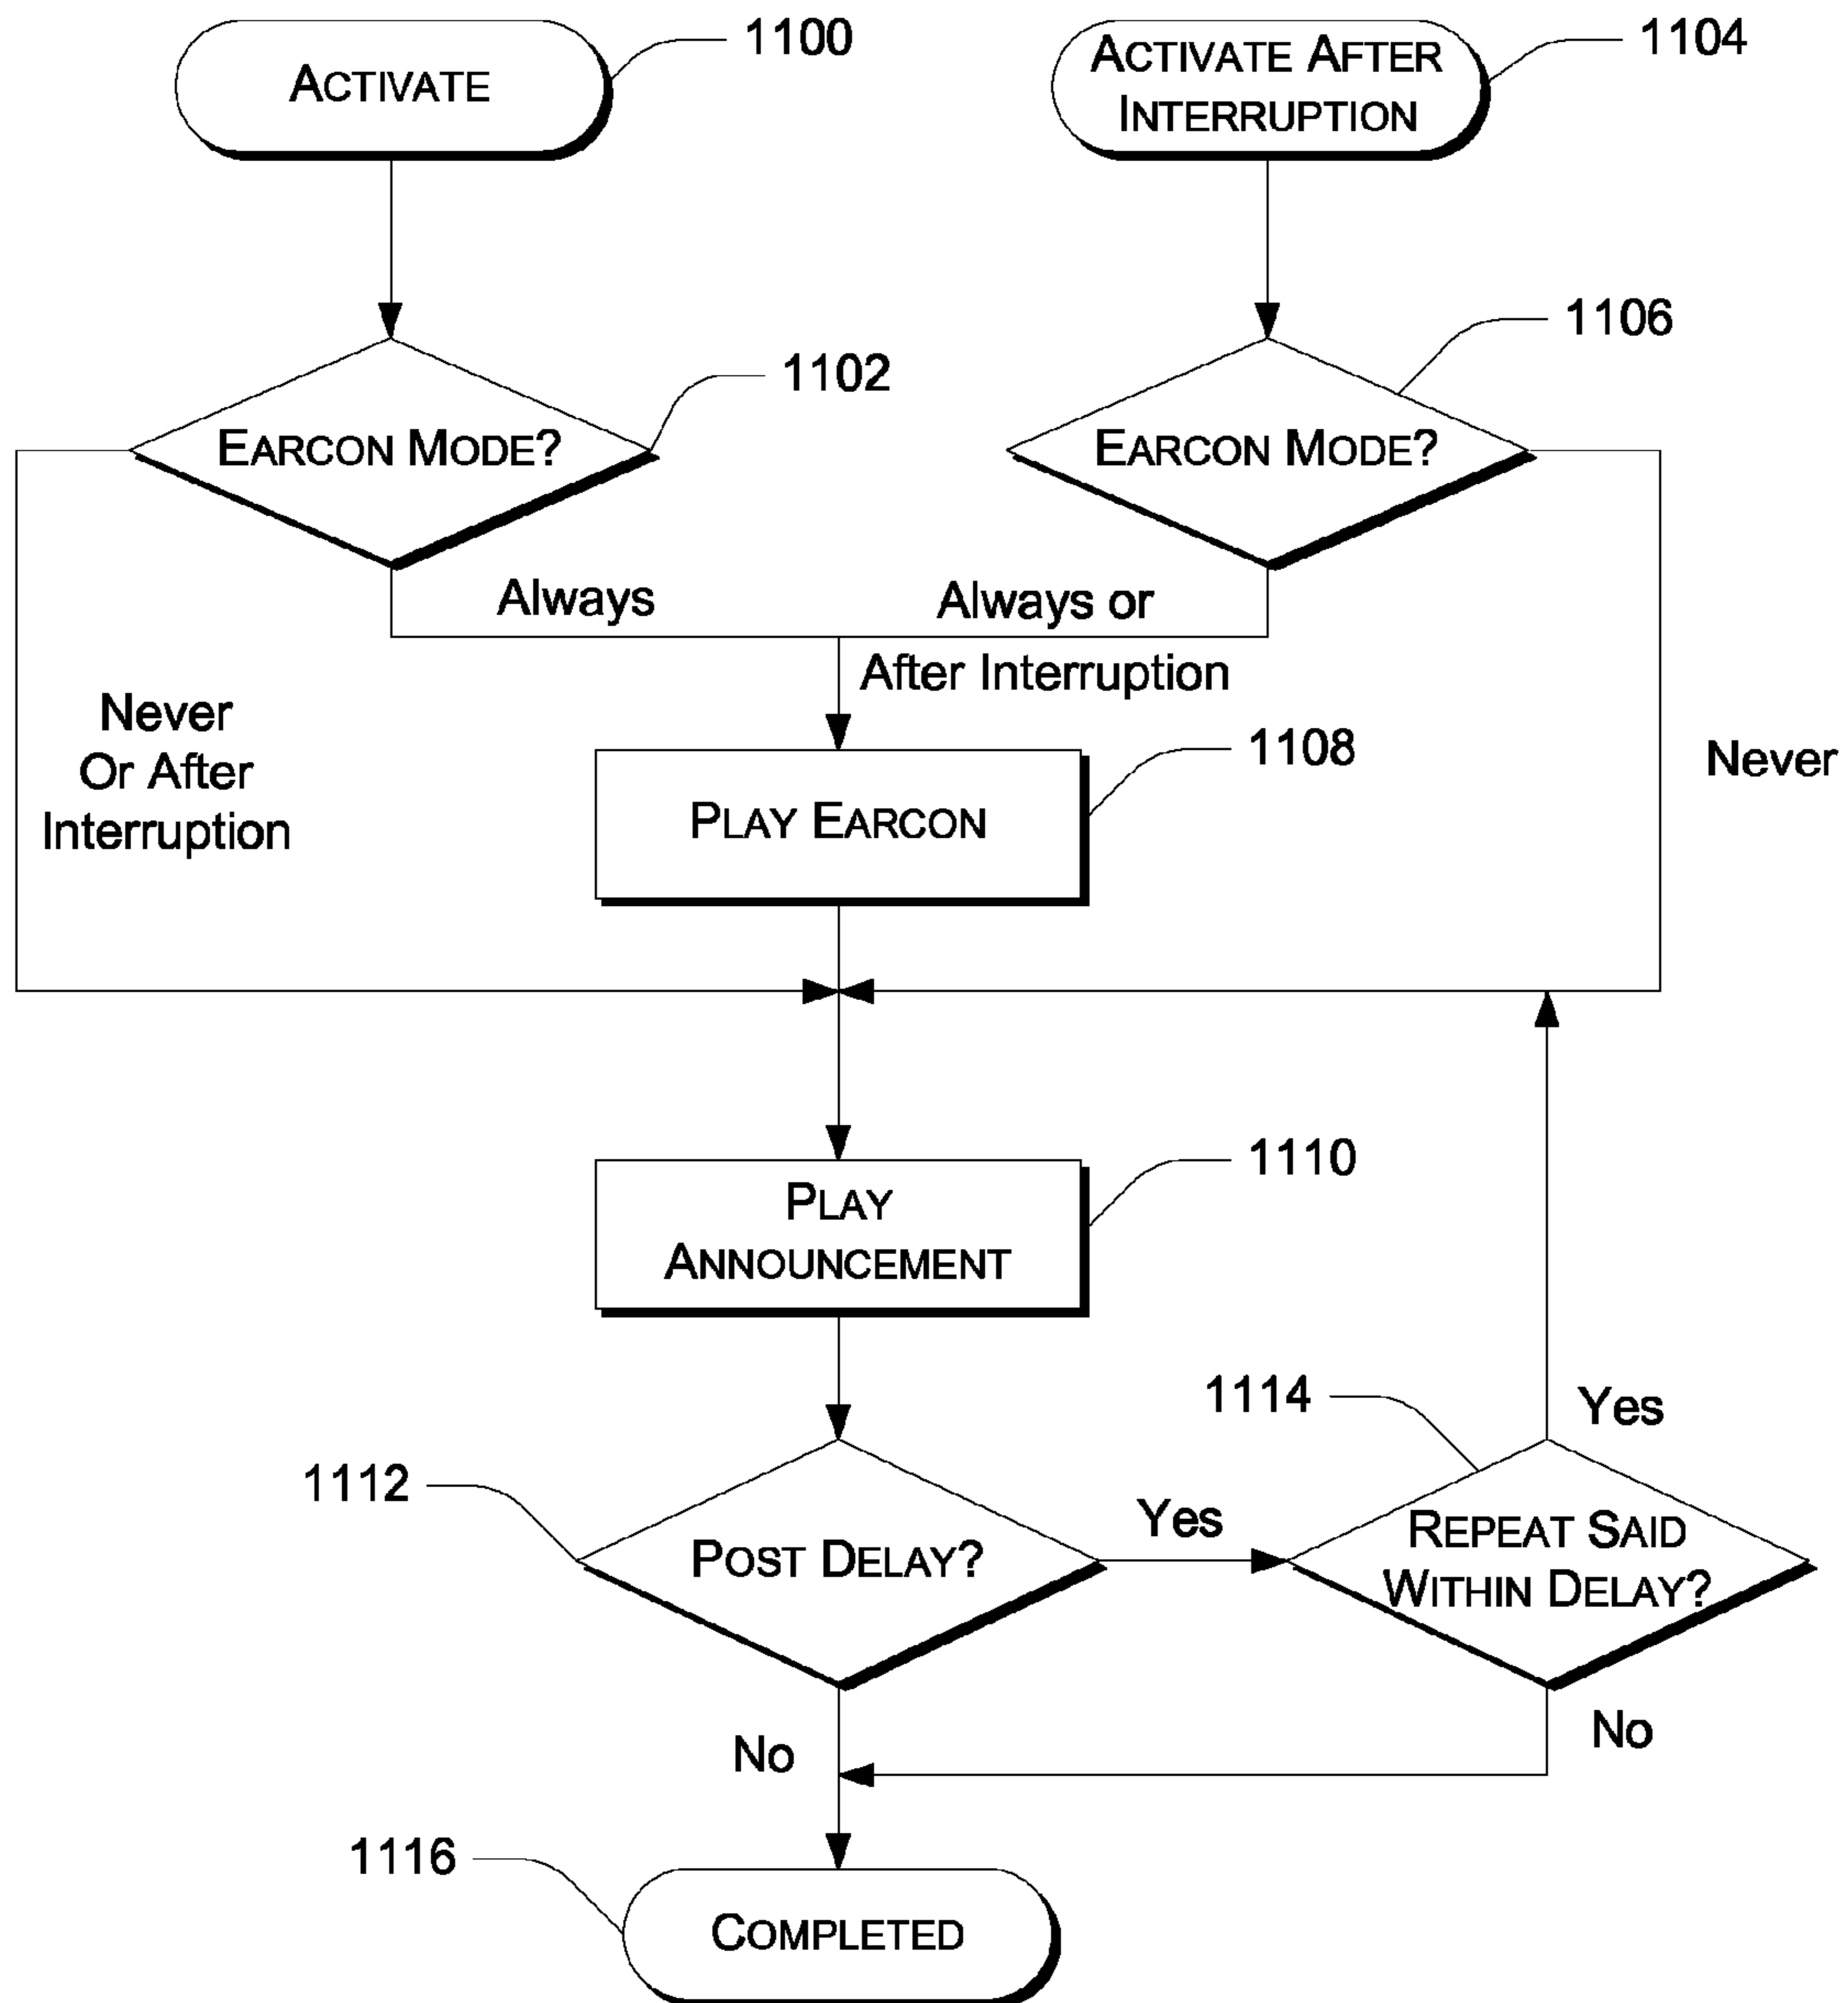 ACTIVATE
1100
ACTIVATE AFTER
INTERRUPTION
1104
EARCON MODE?
1102
EARCON MODE?
1106
Always
Always or
After Interruption
Never
Or After
Interruption
PLAY EARCON
1108
Never
PLAY
ANNOUNCEMENT
1110
POST DELAY?
1112
Yes
REPEAT SAID
WITHIN DELAY?
1114
Yes
No
No
COMPLETED
1116